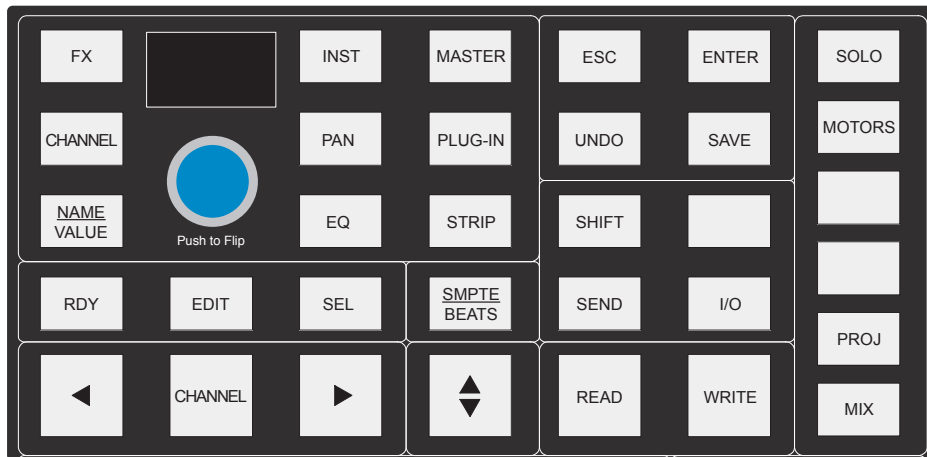 FX
INST
MASTER
ESC
ENTER
SOLO
CHANNEL
PAN
PLUG-IN
UNDO
SAVE
MOTORS
NAME
VALUE
Push to Flip
EQ
STRIP
SHIFT
RDY
EDIT
SEL
SMPTE
BEATS
SEND
I/O
PROJ
CHANNEL
READ
WRITE
MIX